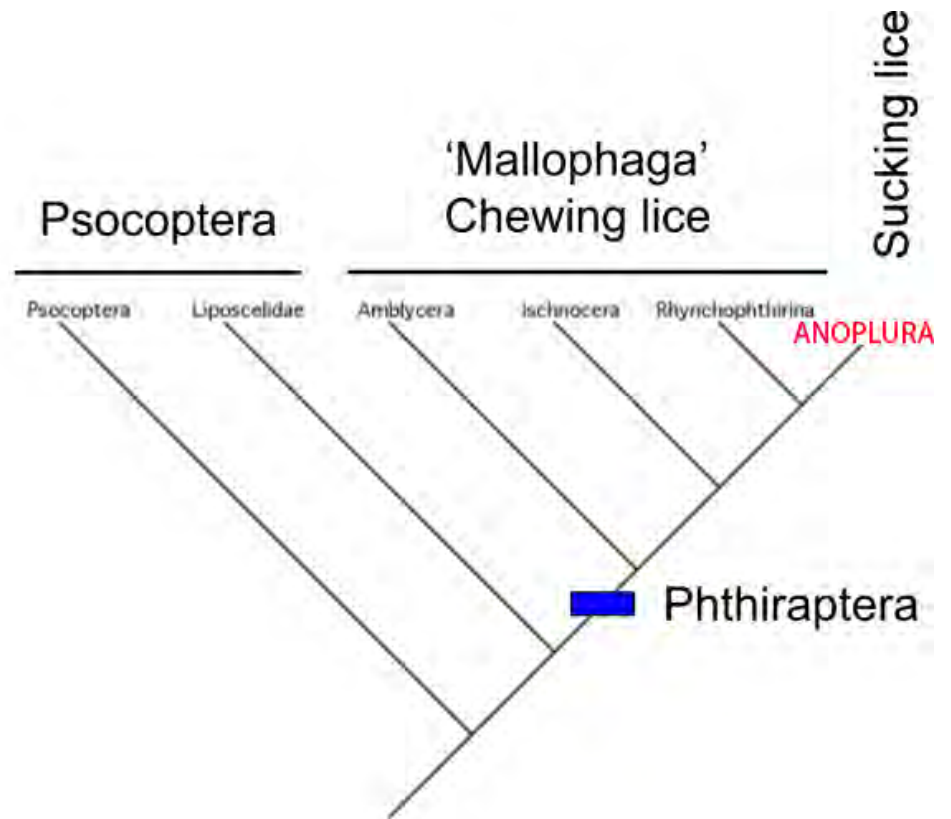 Sucking lice
'Mallophaga'
Chewing lice
Psocoptera
Psocoptera
Liposcelidae
Amblycera
Ischnocera
Rhynchophthirina
ANOPLURA
Phthiraptera